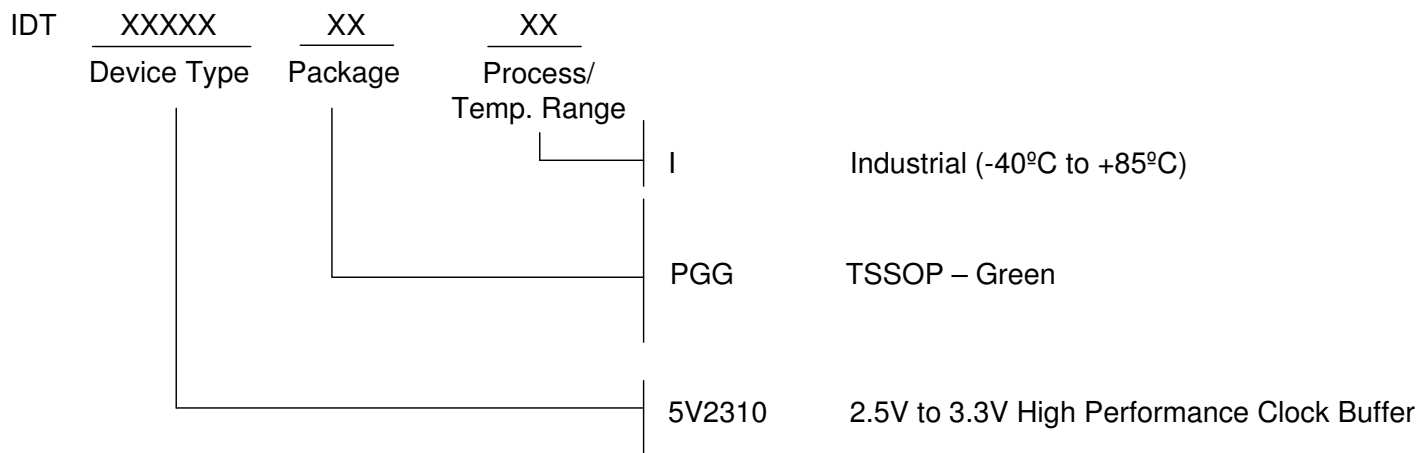 IDT XXXXX XX XX
Device Type Package Process/
Temp. Range
I Industrial (-40ºC to +85ºC)
PGG TSSOP – Green
5V2310 2.5V to 3.3V High Performance Clock Buffer